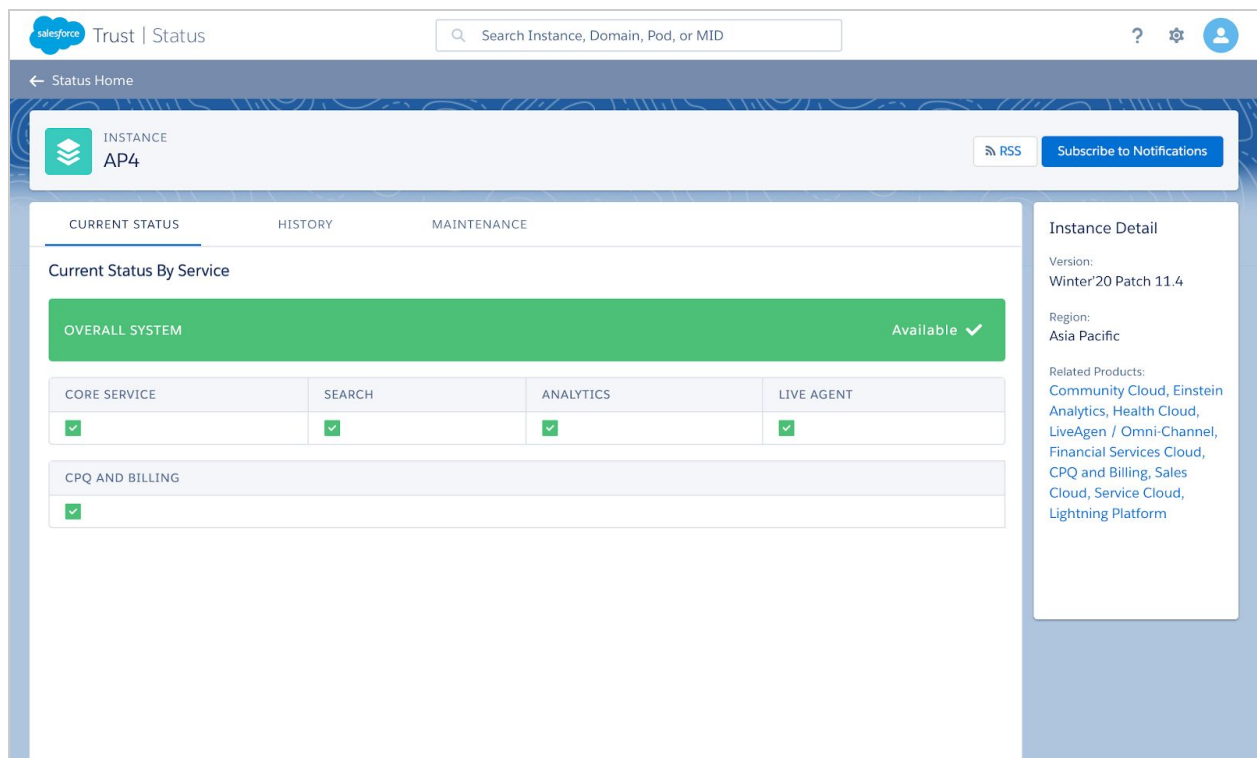 salesforce Trust | Status
Search Instance, Domain, Pod, or MID
?
← Status Home
INSTANCE
AP4
RSS
Subscribe to Notifications
CURRENT STATUS HISTORY MAINTENANCE
Current Status By Service
OVERALL SYSTEM Available
CORE SERVICE SEARCH ANALYTICS LIVE AGENT
CPQ AND BILLING
Instance Detail
Version:
Winter'20 Patch 11.4
Region:
Asia Pacific
Related Products:
Community Cloud, Einstein
Analytics, Health Cloud,
LiveAgen / Omni-Channel,
Financial Services Cloud,
CPQ and Billing, Sales
Cloud, Service Cloud,
Lightning Platform